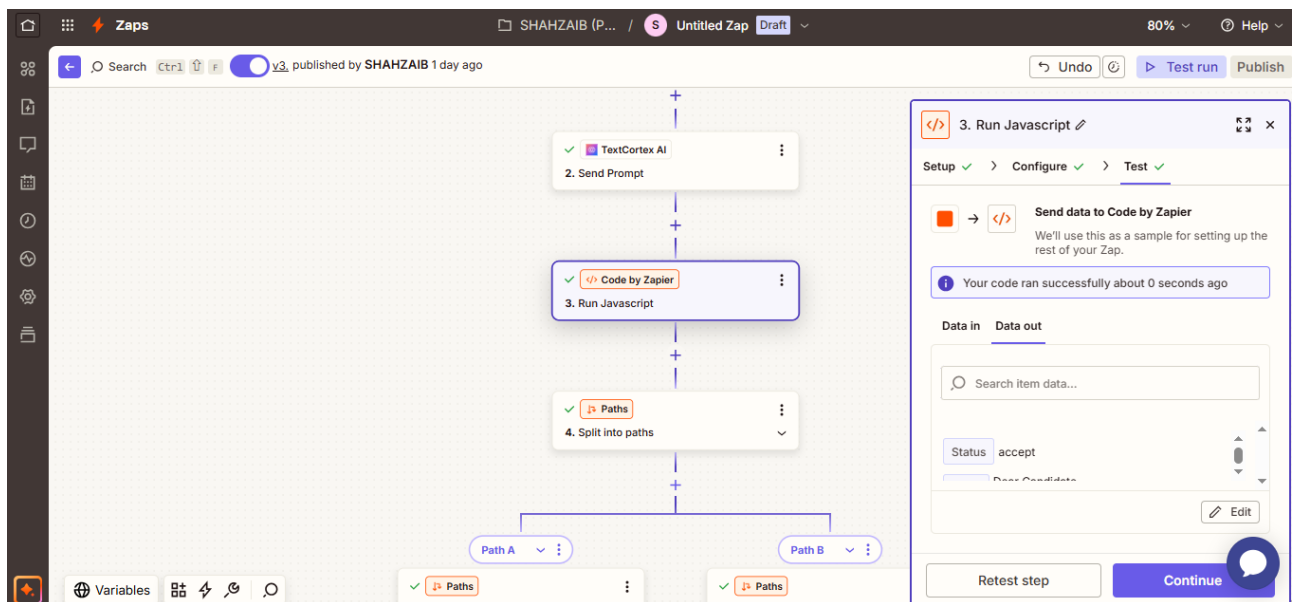 Zaps
SHAHZAIB (P... / S Untitled Zap Draft
80%
Help
Search Ctrl ⇧ F
v3. published by SHAHZAIB 1 day ago
Undo
Test run
Publish
TextCortex AI
2. Send Prompt
</> Code by Zapier
3. Run Javascript
Paths
4. Split into paths
Path A
Path B
Paths
Paths
Variables
</> 3. Run Javascript
Setup > Configure > Test
→ </> Send data to Code by Zapier
We'll use this as a sample for setting up the
rest of your Zap.
Your code ran successfully about 0 seconds ago
Data in Data out
Search item data...
Status accept
Dear Candidate
Edit
Retest step
Continue